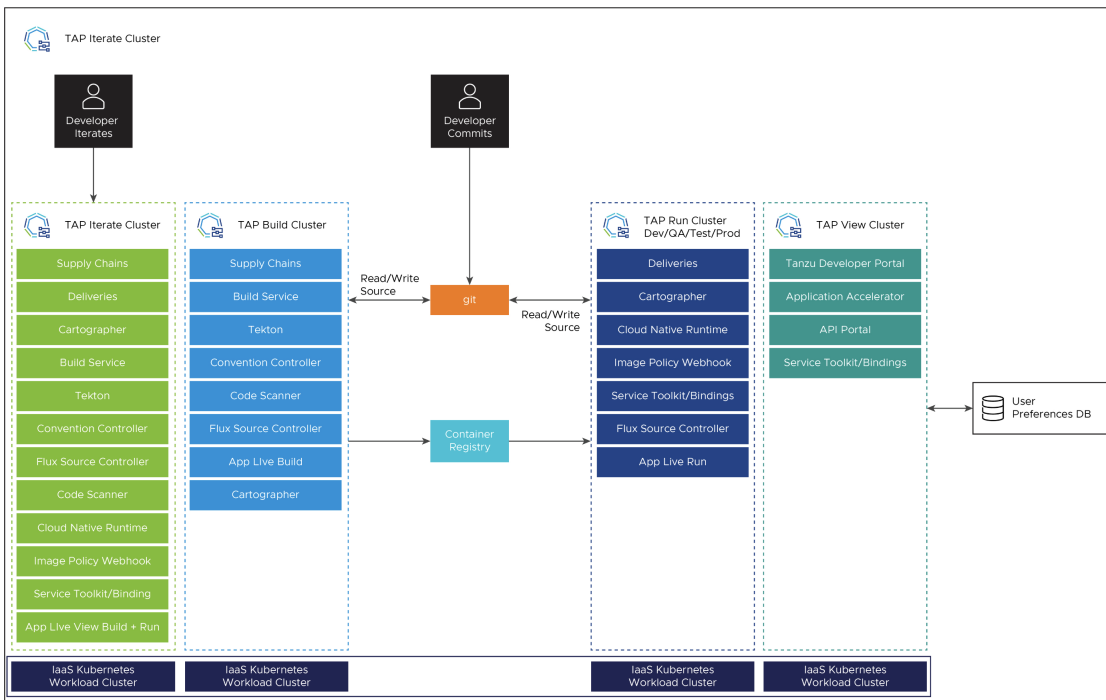 TAP Iterate Cluster
Developer
Iterates
Developer
Commits
TAP Iterate Cluster
Supply Chains
Deliveries
Cartographer
Build Service
Tekton
Convention Controller
Flux Source Controller
Code Scanner
Cloud Native Runtime
Image Policy Webhook
Service Toolkit/Binding
App LIve View Build + Run
TAP Build Cluster
Supply Chains
Build Service
Tekton
Convention Controller
Code Scanner
Flux Source Controller
App LIve Build
Cartographer
Read/Write
Source
git
Read/Write
Source
Container
Registry
TAP Run Cluster
Dev/QA/Test/Prod
Deliveries
Cartographer
Cloud Native Runtime
Image Policy Webhook
Service Toolkit/Bindings
Flux Source Controller
App Live Run
TAP View Cluster
Tanzu Developer Portal
Application Accelerator
API Portal
Service Toolkit/Bindings
User
Preferences DB
IaaS Kubernetes
Workload Cluster
IaaS Kubernetes
Workload Cluster
IaaS Kubernetes
Workload Cluster
IaaS Kubernetes
Workload Cluster